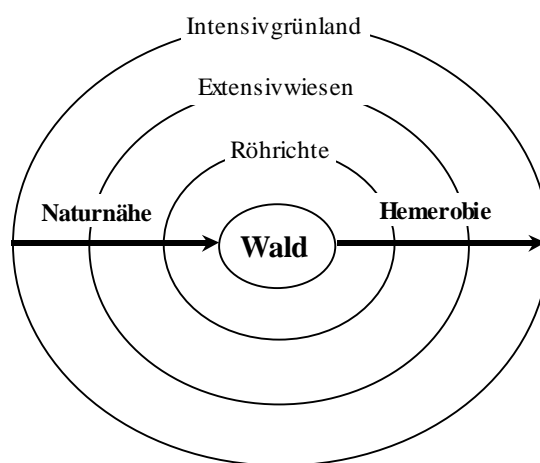 Intensivgrünland
Extensivwiesen
Röhrichte
Naturnähe
Hemerobie
Wald